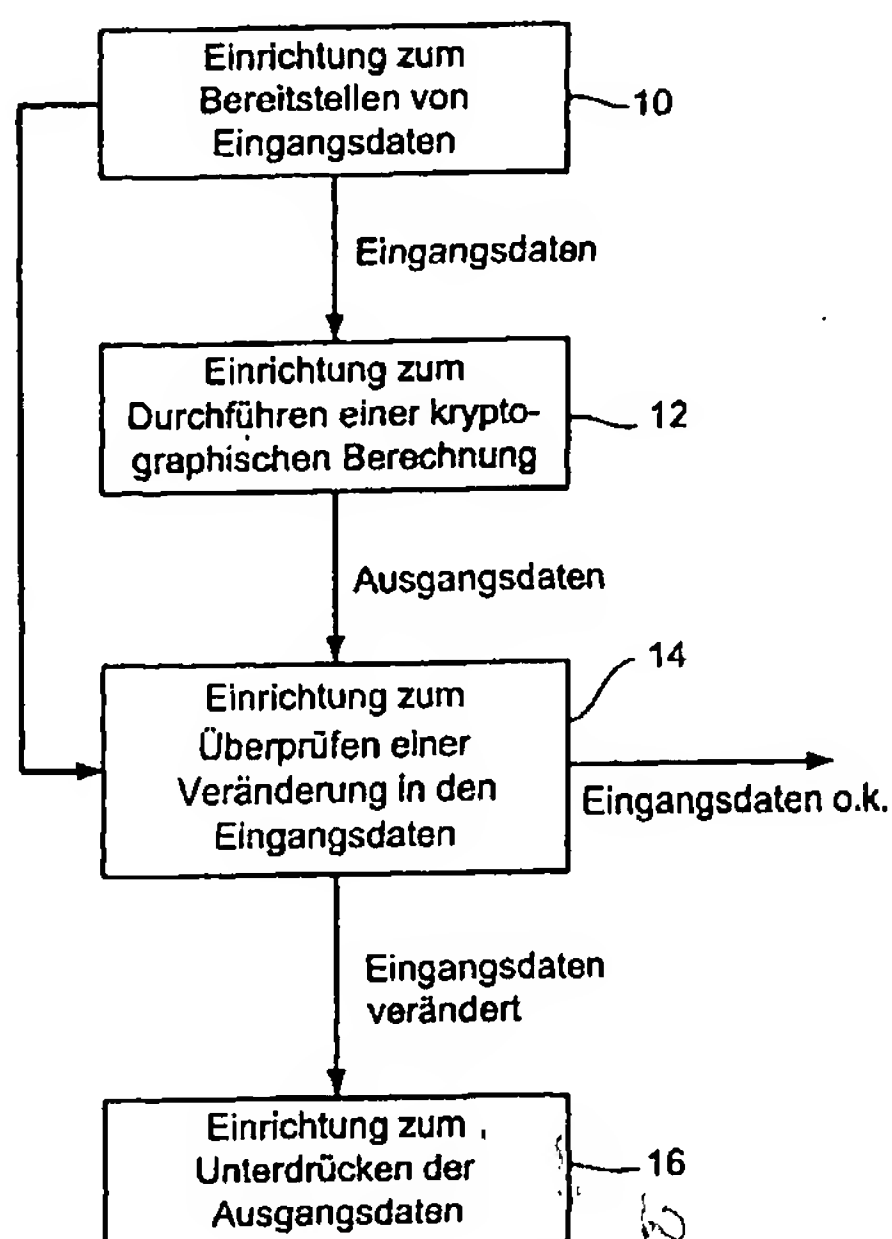 Einrichtung zum
Bereitstellen von
Eingangsdaten
10
Eingangsdaten
Einrichtung zum
Durchführen einer krypto-
graphischen Berechnung
12
Ausgangsdaten
14
Einrichtung zum
Überprüfen einer
Veränderung in den
Eingangsdaten
Eingangsdaten o.k.
Eingangsdaten
verändert
Einrichtung zum
Unterdrücken der
Ausgangsdaten
16